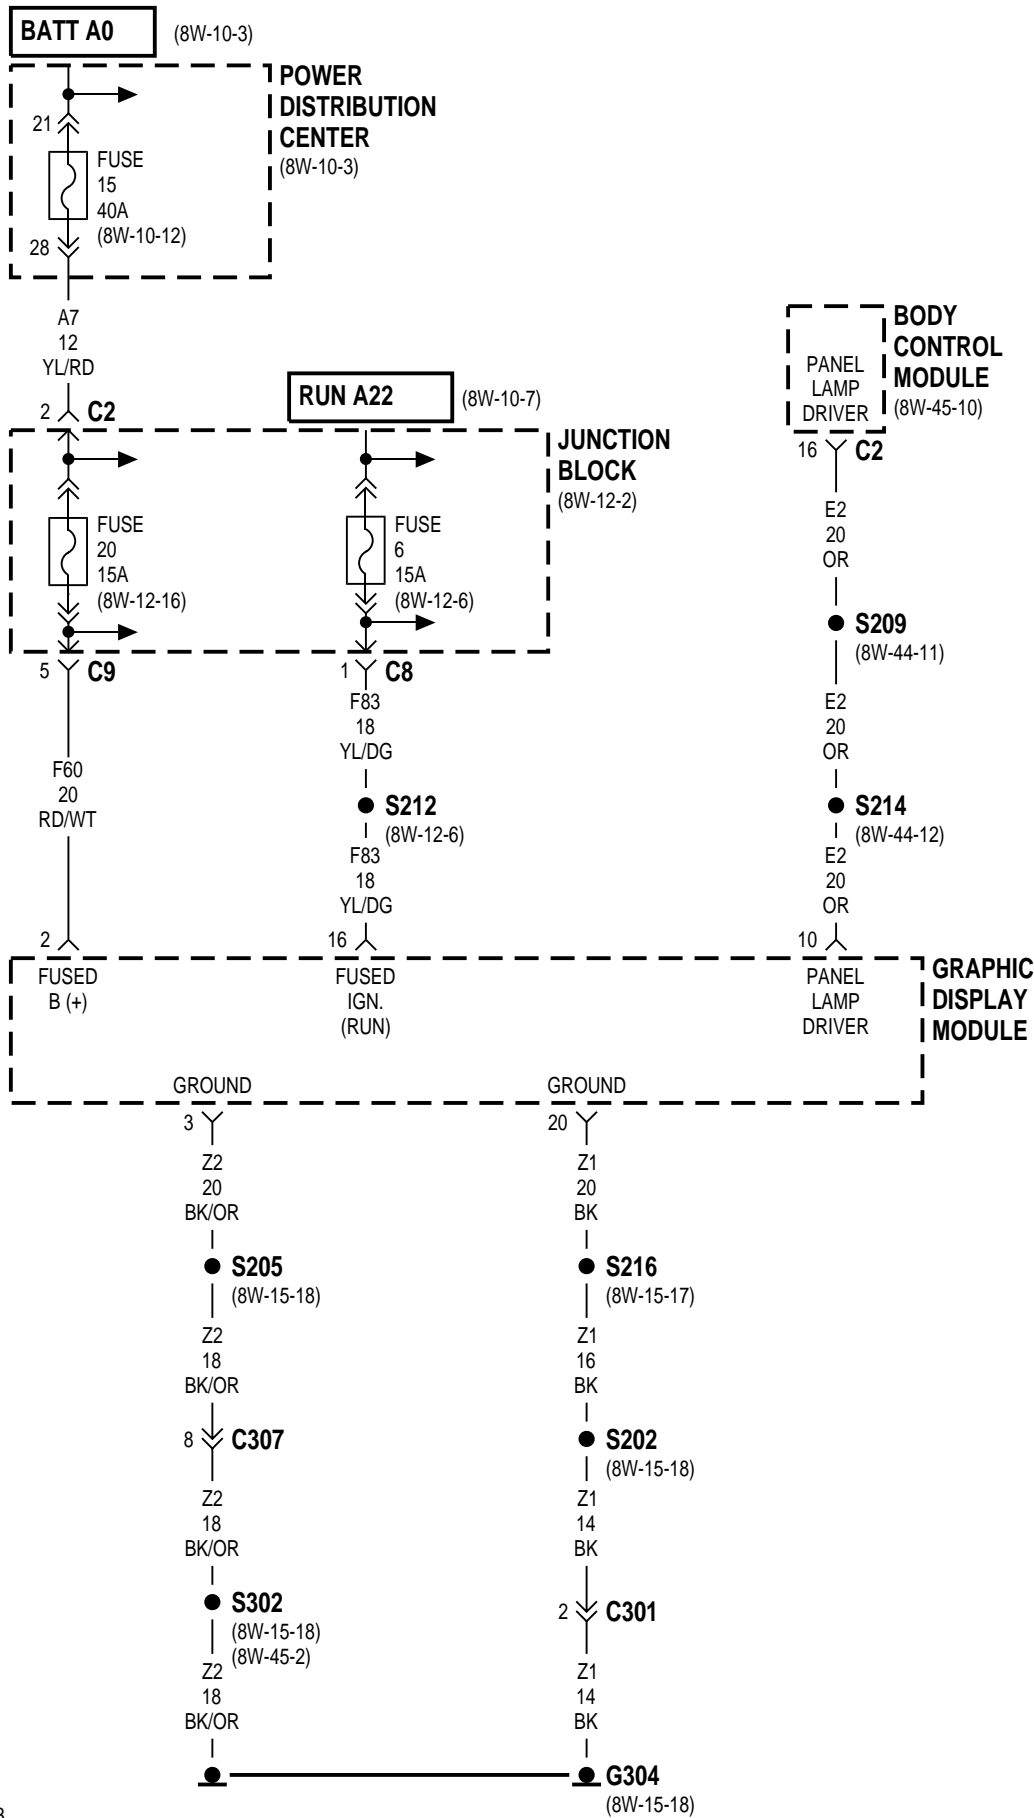 BATT A0
(8W-10-3)
POWER
DISTRIBUTION
CENTER
(8W-10-3)
21
FUSE
15
40A
(8W-10-12)
28
A7
12
YL/RD
2
C2
RUN A22
(8W-10-7)
BODY
CONTROL
MODULE
(8W-45-10)
PANEL
LAMP
DRIVER
16
C2
JUNCTION
BLOCK
(8W-12-2)
FUSE
20
15A
(8W-12-16)
FUSE
6
15A
(8W-12-6)
E2
20
OR
S209
(8W-44-11)
5
C9
1
C8
F83
18
YL/DG
E2
20
OR
F60
20
RD/WT
S212
(8W-12-6)
S214
(8W-44-12)
F83
18
YL/DG
E2
20
OR
2
16
10
FUSED
B (+)
FUSED
IGN.
(RUN)
PANEL
LAMP
DRIVER
GRAPHIC
DISPLAY
MODULE
GROUND
GROUND
3
20
Z2
20
BK/OR
Z1
20
BK
S205
(8W-15-18)
S216
(8W-15-17)
Z2
18
BK/OR
Z1
16
BK
8
C307
S202
(8W-15-18)
Z2
18
BK/OR
Z1
14
BK
S302
(8W-15-18)
(8W-45-2)
2
C301
Z2
18
BK/OR
Z1
14
BK
G304
(8W-15-18)